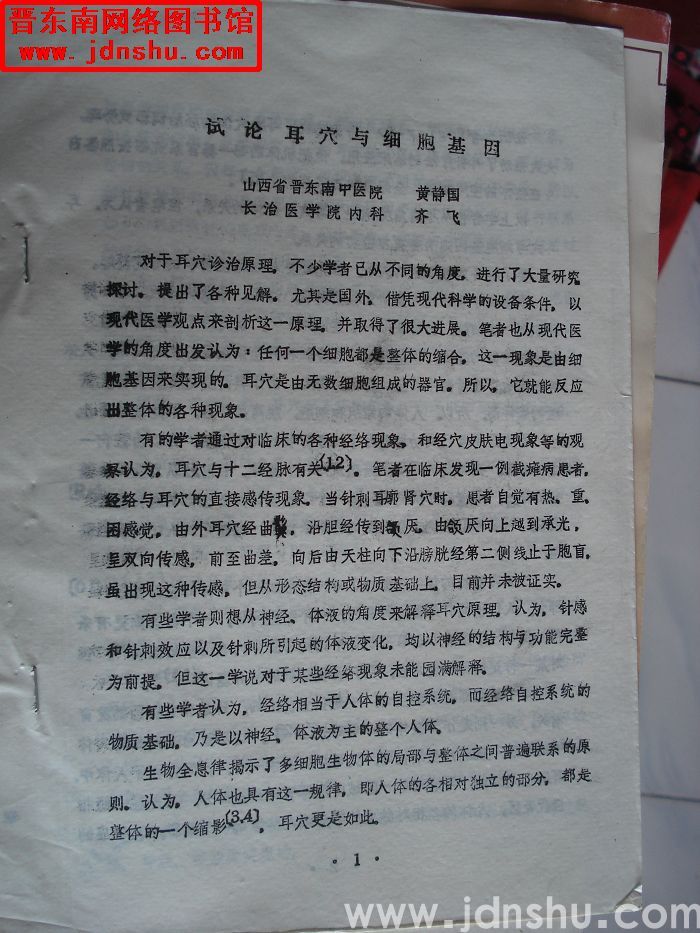 晋东南网络图书馆
www.jdnshu.com
试论耳穴与细胞基因
山西省晋东南中医院 黄静国
长治医学院内科 齐飞
对于耳穴诊治原理，不少学者已从不同的角度，进行了大量研究
探讨，提出了各种见解。尤其是国外，借凭现代科学的设备条件，以
现代医学观点来剖析这一原理，并取得了很大进展。笔者也从现代医
学的角度出发认为：任何一个细胞都是整体的缩合。这一现象是由细
胞基因来实现的。耳穴是由无数细胞组成的器官。所以，它就能反应
出整体的各种现象。
有的学者通过对临床的各种经络现象，和经穴皮肤电现象等的观
察认为，耳穴与十二经脉有关〔1.2〕。笔者在临床发现一例截瘫病患者，
经络与耳穴的直接感传现象。当针刺耳廓肾穴时，患者自觉有热、重、
困感觉，由外耳穴经曲，沿胆经传到颔厌。由颔厌向上越到承光，
呈双向传感，前至曲差，向后由天柱向下沿膀胱经第二侧线止于胞肓，
虽出现这种传感，但从形态结构或物质基础上，目前并未被证实。
有些学者则想从神经、体液的角度来解释耳穴原理，认为，针感
和针刺效应以及针刺所引起的体液变化，均以神经的结构与功能完整
为前提。但这一学说对于某些经络现象未能园满解释。
有些学者认为，经络相当于人体的自控系统，而经络自控系统的
物质基础，乃是以神经、体液为主的整个人体。
生物全息律揭示了多细胞生物体的局部与整体之间普遍联系的原
则。认为，人体也具有这一规律，即人体的各相对独立的部分，都是
整体的一个缩影〔3.4〕，耳穴更是如此。
· 1 ·
www.jdnshu.com